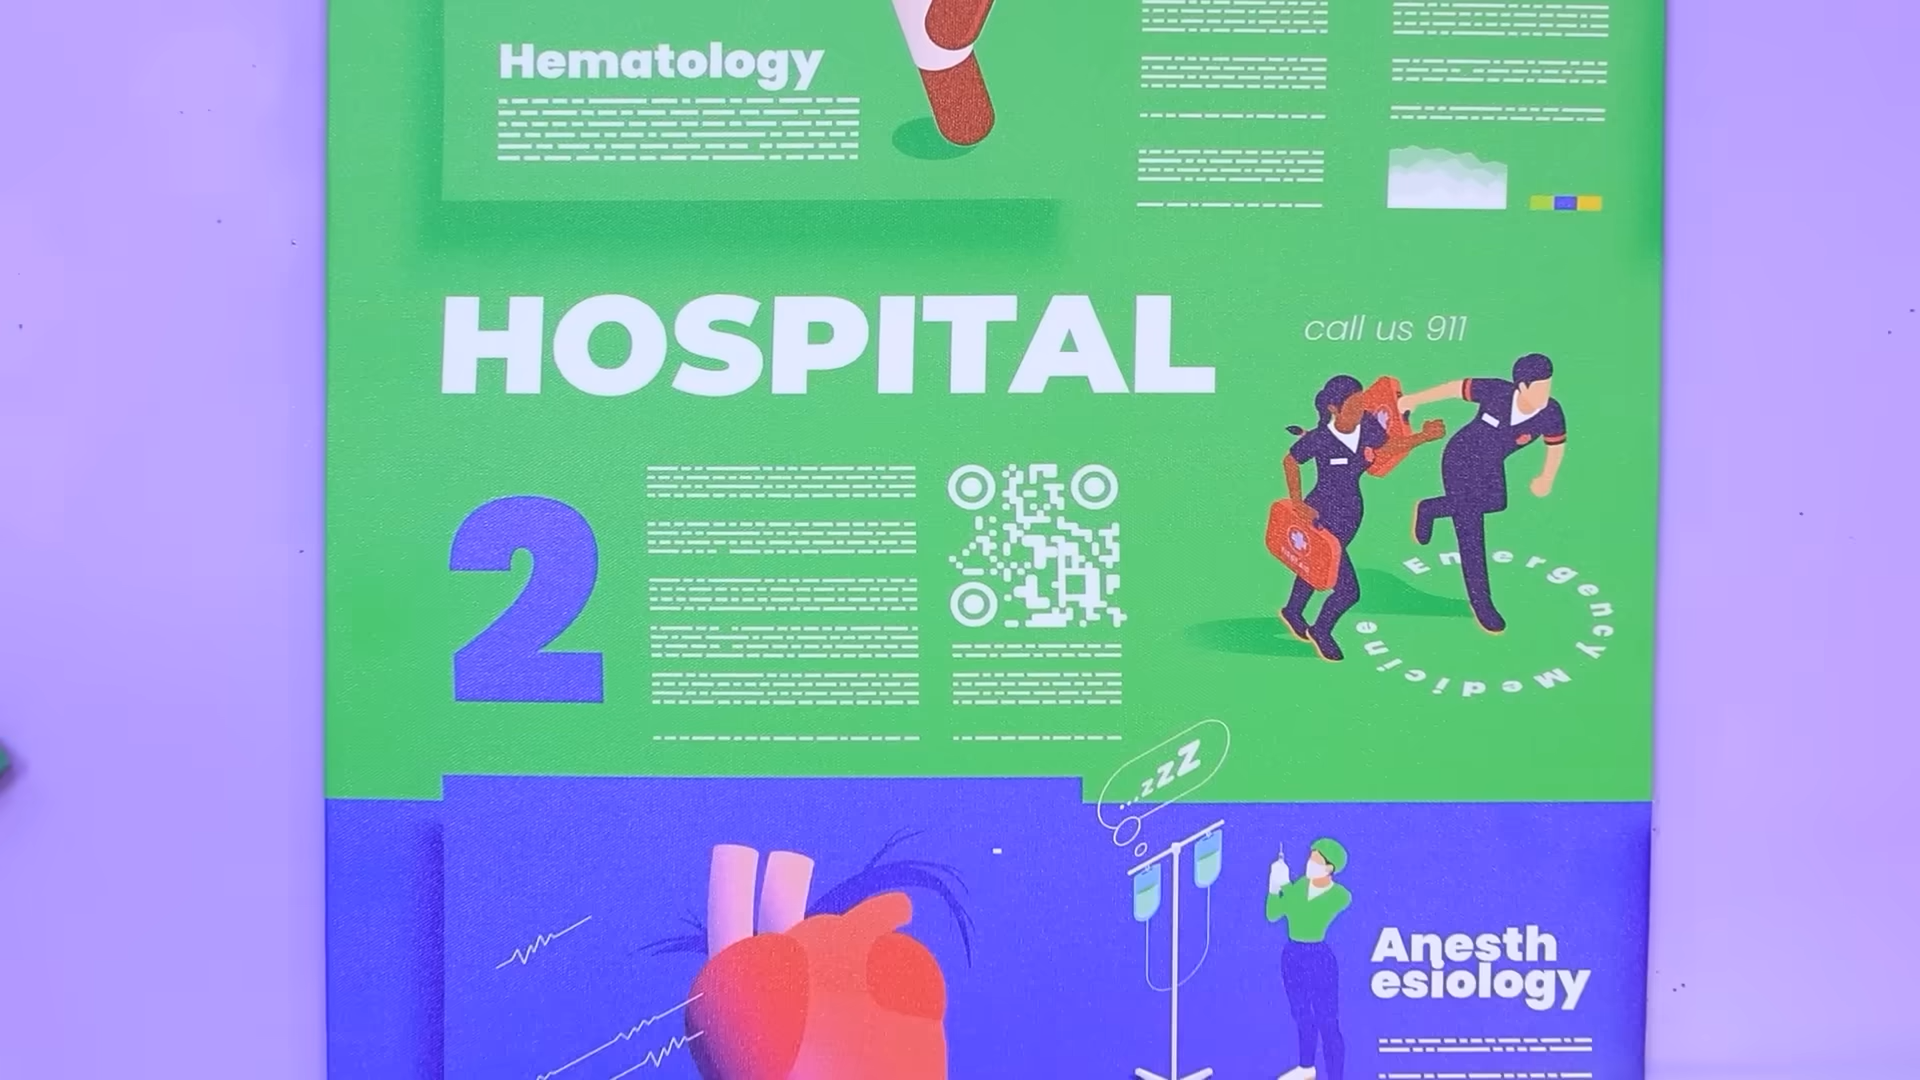 Hematology
HOSPITAL
call us 911
2
Emergency Medicine
...zzZ
Anesth
esiology